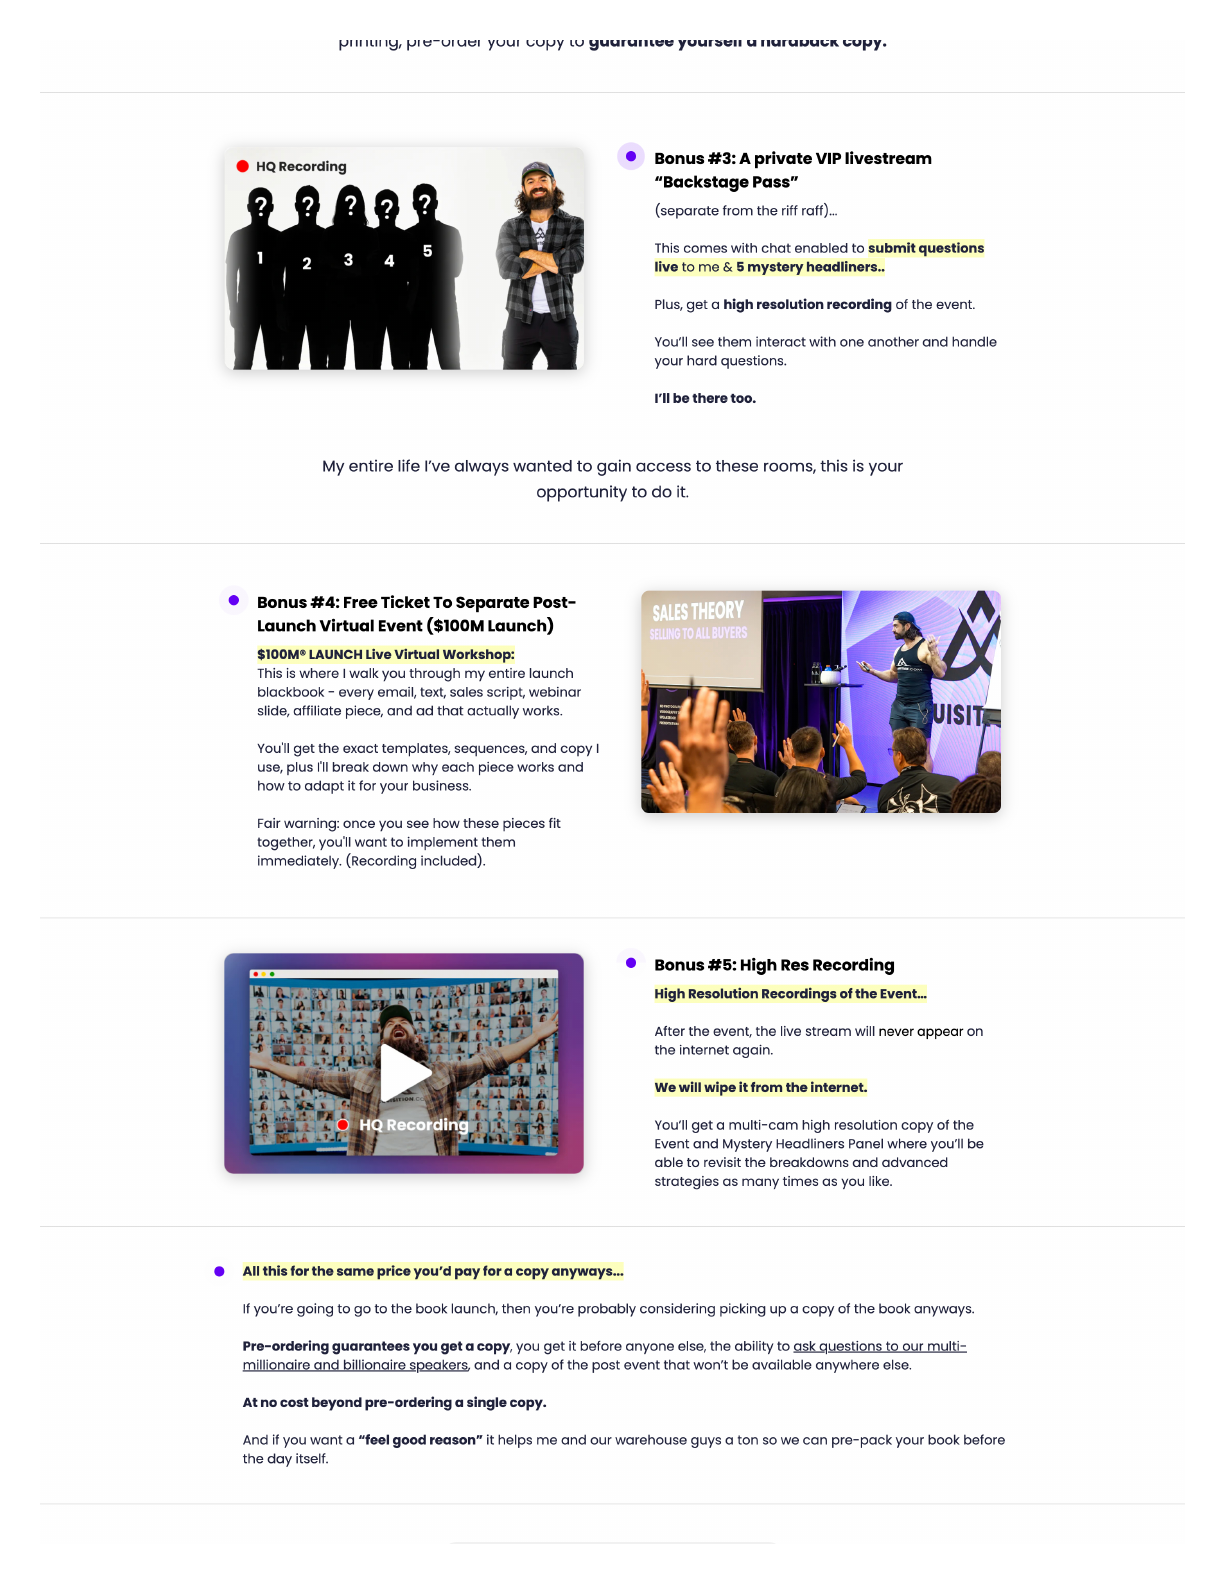 printing, pre-order your copy to guarantee yourself a hardback copy.
HQ Recording
? ? ? ? ?
1 2 3 4 5
Bonus #3: A private VIP livestream
“Backstage Pass”
(separate from the riff raff)...
This comes with chat enabled to submit questions
live to me & 5 mystery headliners..
Plus, get a high resolution recording of the event.
You’ll see them interact with one another and handle
your hard questions.
I’ll be there too.
My entire life I’ve always wanted to gain access to these rooms, this is your
opportunity to do it.
Bonus #4: Free Ticket To Separate Post-
Launch Virtual Event ($100M Launch)
$100M® LAUNCH Live Virtual Workshop:
This is where I walk you through my entire launch
blackbook - every email, text, sales script, webinar
slide, affiliate piece, and ad that actually works.
You'll get the exact templates, sequences, and copy I
use, plus I'll break down why each piece works and
how to adapt it for your business.
Fair warning: once you see how these pieces fit
together, you'll want to implement them
immediately. (Recording included).
SALES THEORY
SELLING TO ALL BUYERS
UISIT
HQ Recording
Bonus #5: High Res Recording
High Resolution Recordings of the Event...
After the event, the live stream will never appear on
the internet again.
We will wipe it from the internet.
You’ll get a multi-cam high resolution copy of the
Event and Mystery Headliners Panel where you’ll be
able to revisit the breakdowns and advanced
strategies as many times as you like.
All this for the same price you’d pay for a copy anyways...
If you’re going to go to the book launch, then you’re probably considering picking up a copy of the book anyways.
Pre-ordering guarantees you get a copy, you get it before anyone else, the ability to ask questions to our multi-
millionaire and billionaire speakers, and a copy of the post event that won’t be available anywhere else.
At no cost beyond pre-ordering a single copy.
And if you want a “feel good reason” it helps me and our warehouse guys a ton so we can pre-pack your book before
the day itself.